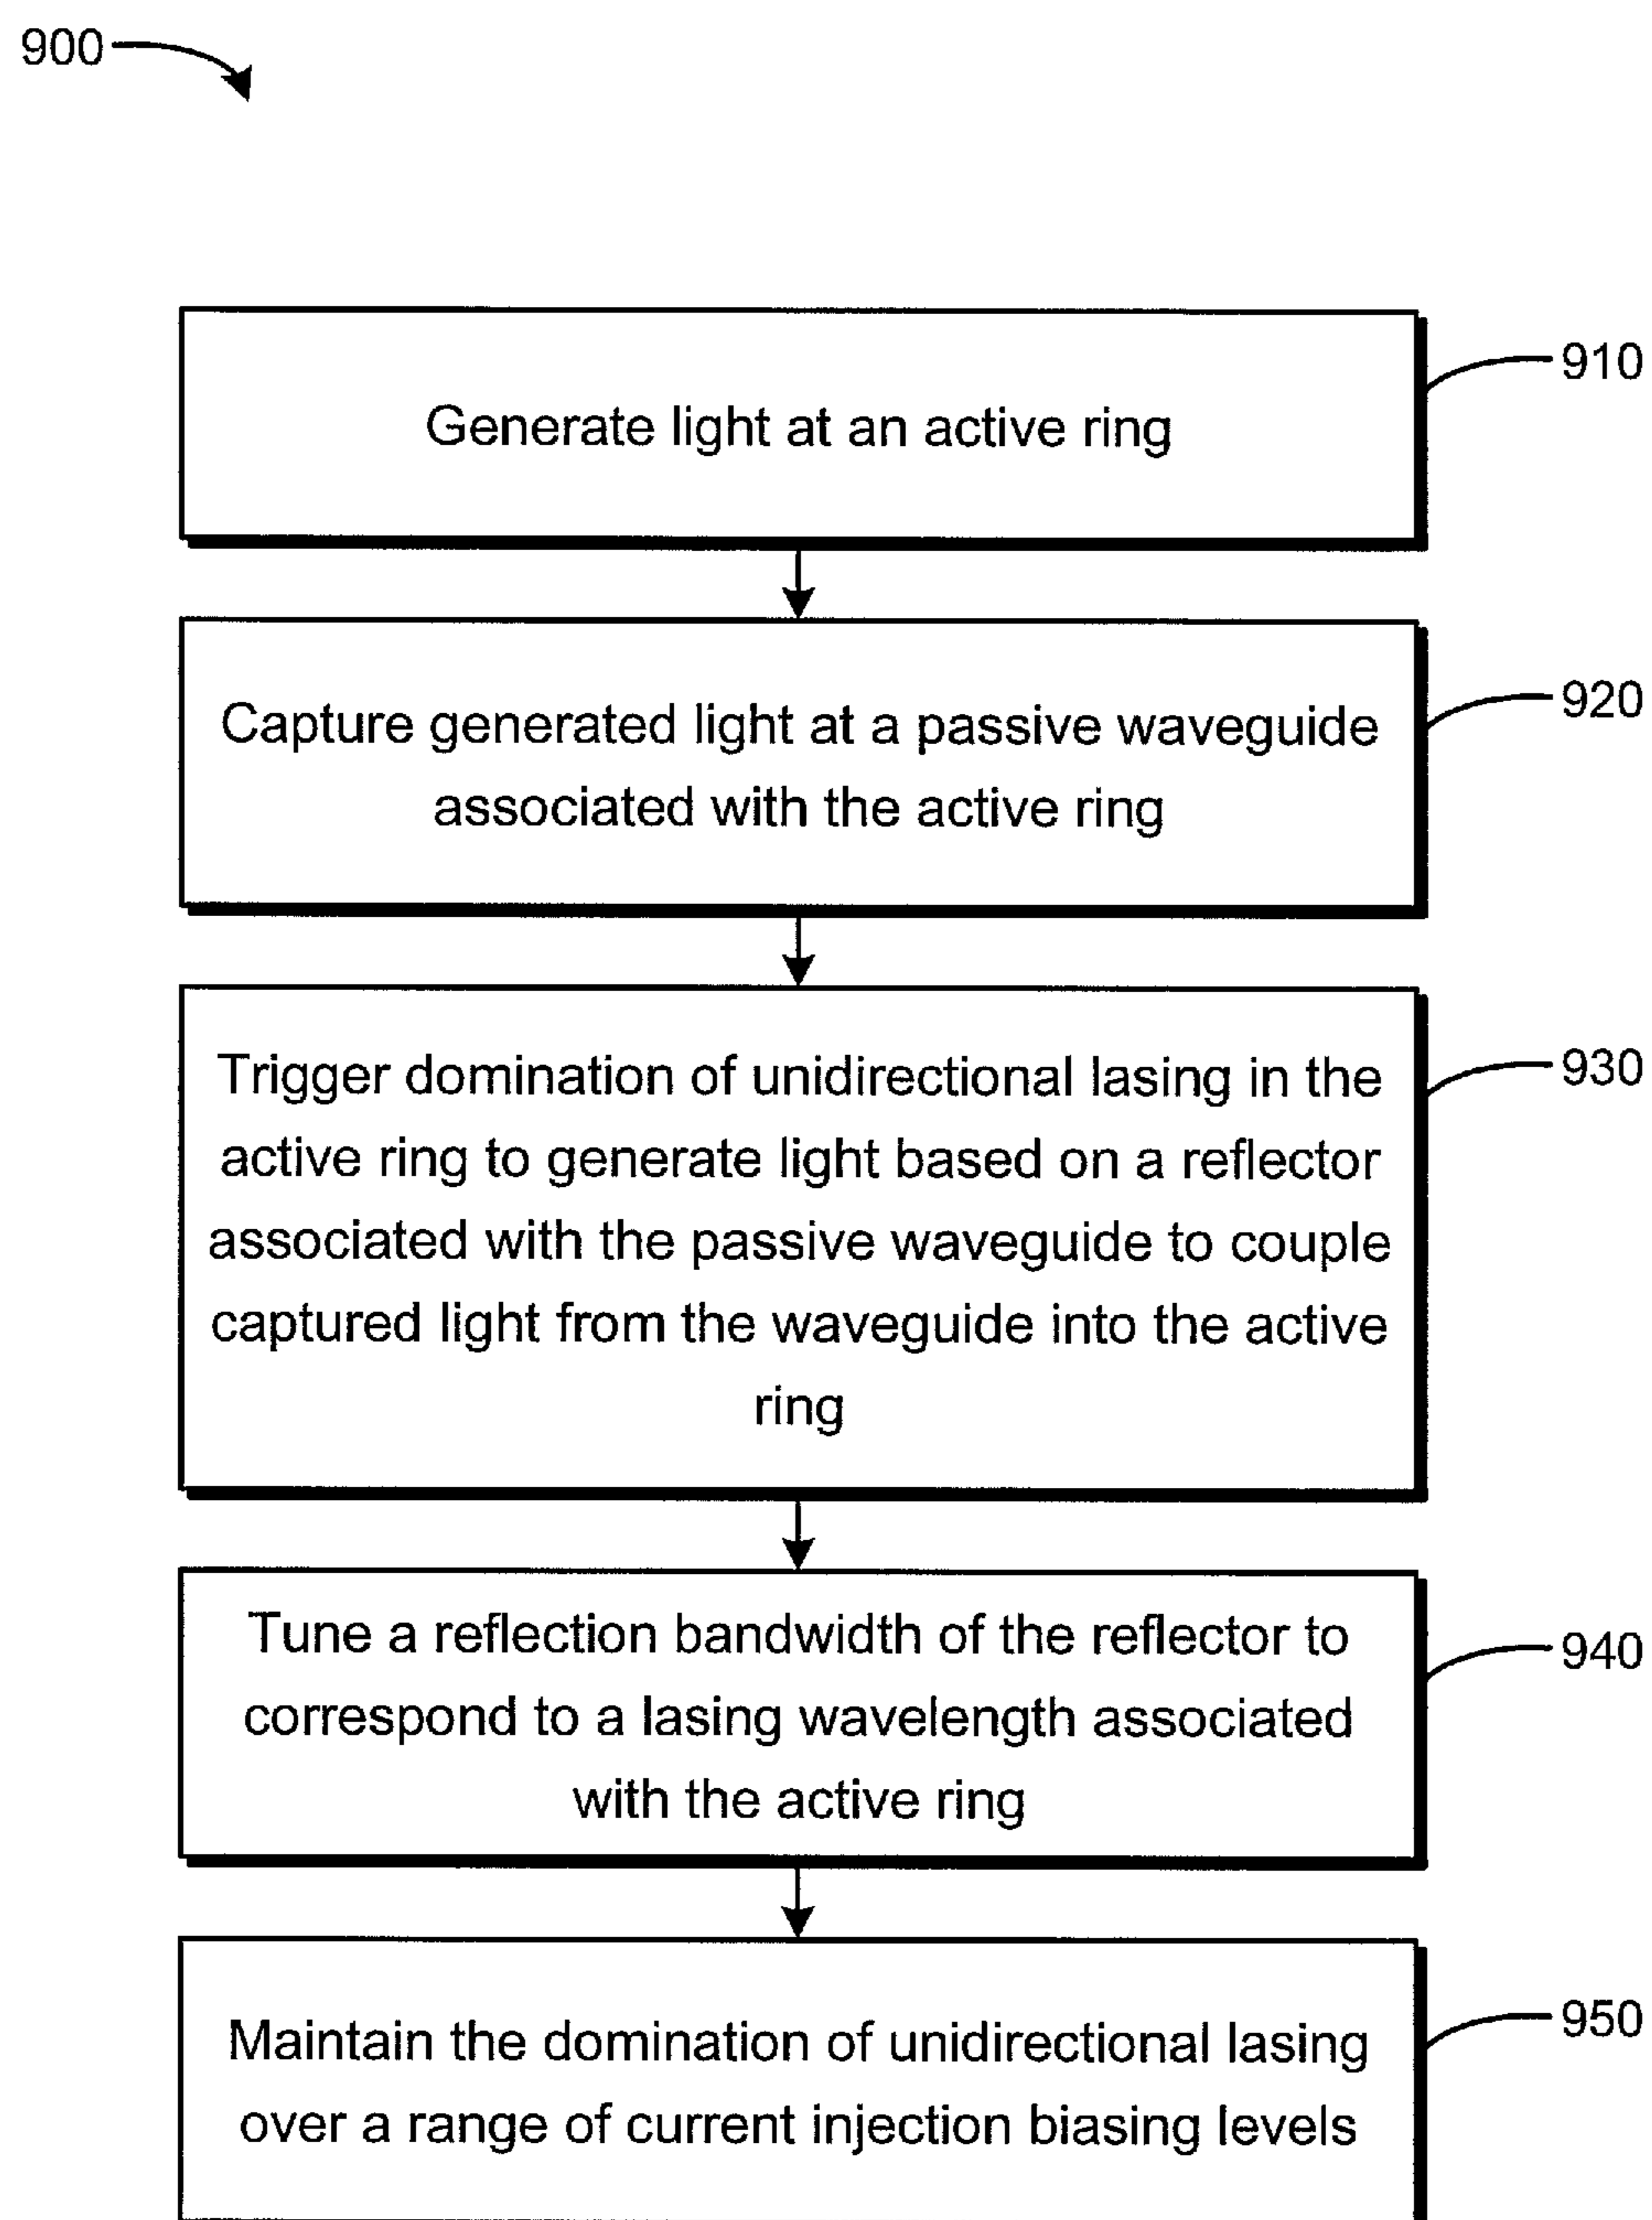 900
Generate light at an active ring
910
Capture generated light at a passive waveguide
associated with the active ring
920
Trigger domination of unidirectional lasing in the
active ring to generate light based on a reflector
associated with the passive waveguide to couple
captured light from the waveguide into the active
ring
930
Tune a reflection bandwidth of the reflector to
correspond to a lasing wavelength associated
with the active ring
940
Maintain the domination of unidirectional lasing
over a range of current injection biasing levels
950